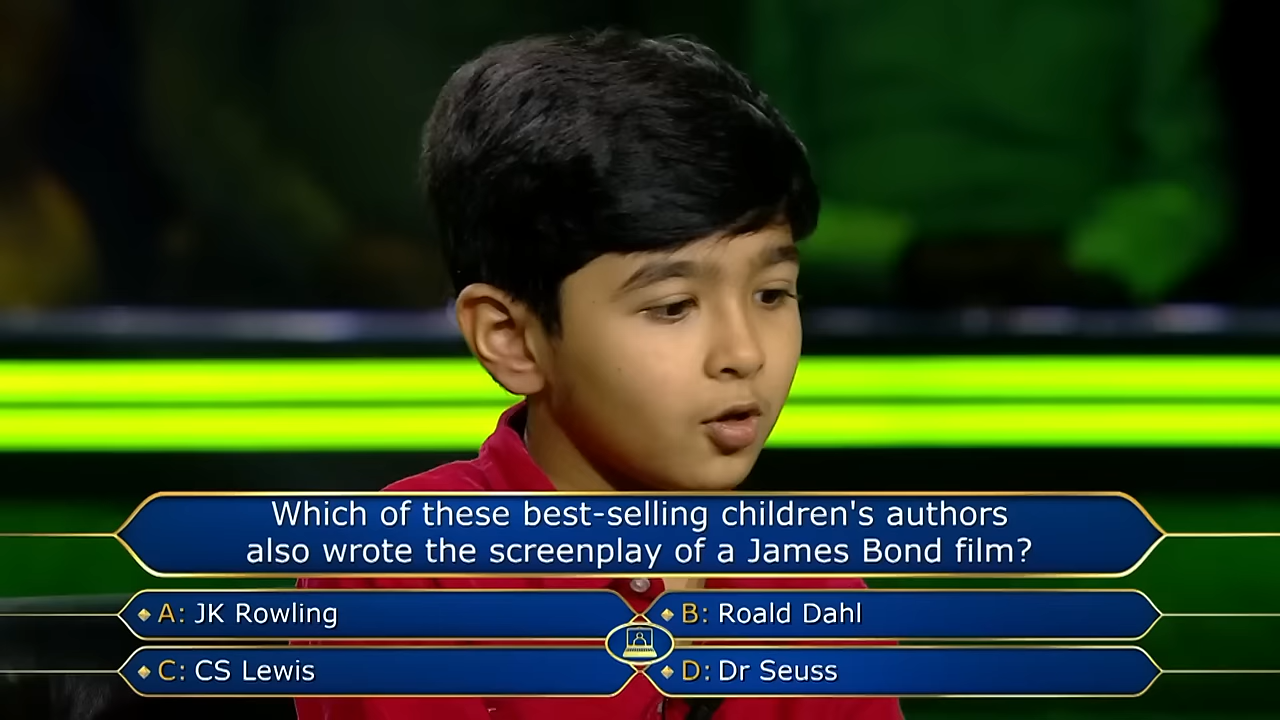 Which of these best-selling children's authors
also wrote the screenplay of a James Bond film?
A: JK Rowling
B: Roald Dahl
C: CS Lewis
D: Dr Seuss